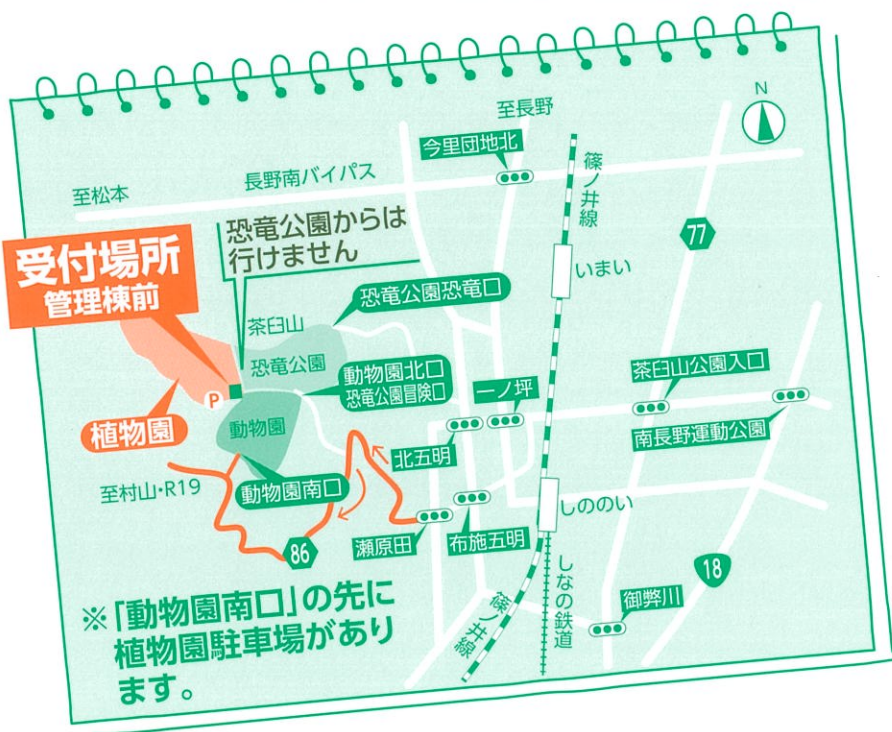 至長野
N
今里団地北
篠ノ井線
長野南バイパス
至松本
77
恐竜公園からは
行けません
受付場所
管理棟前
いまい
恐竜公園恐竜口
茶臼山
恐竜公園
動物園北口
恐竜公園冒険口
茶臼山公園入口
一ノ坪
P
植物園
動物園
北五明
南長野運動公園
至村山・R19
動物園南口
しののい
86
瀬原田
布施五明
18
しなの鉄道
御幣川
篠ノ井線
※「動物園南口」の先に
植物園駐車場があり
ます。